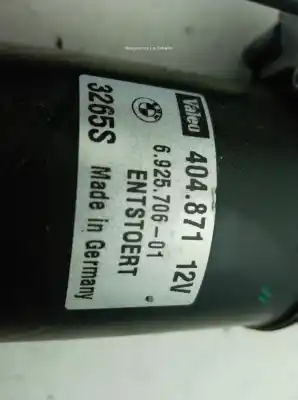 Valeo 404.871 12V
6.925.706-01
ENTSTOERT
3265S Made in Germany